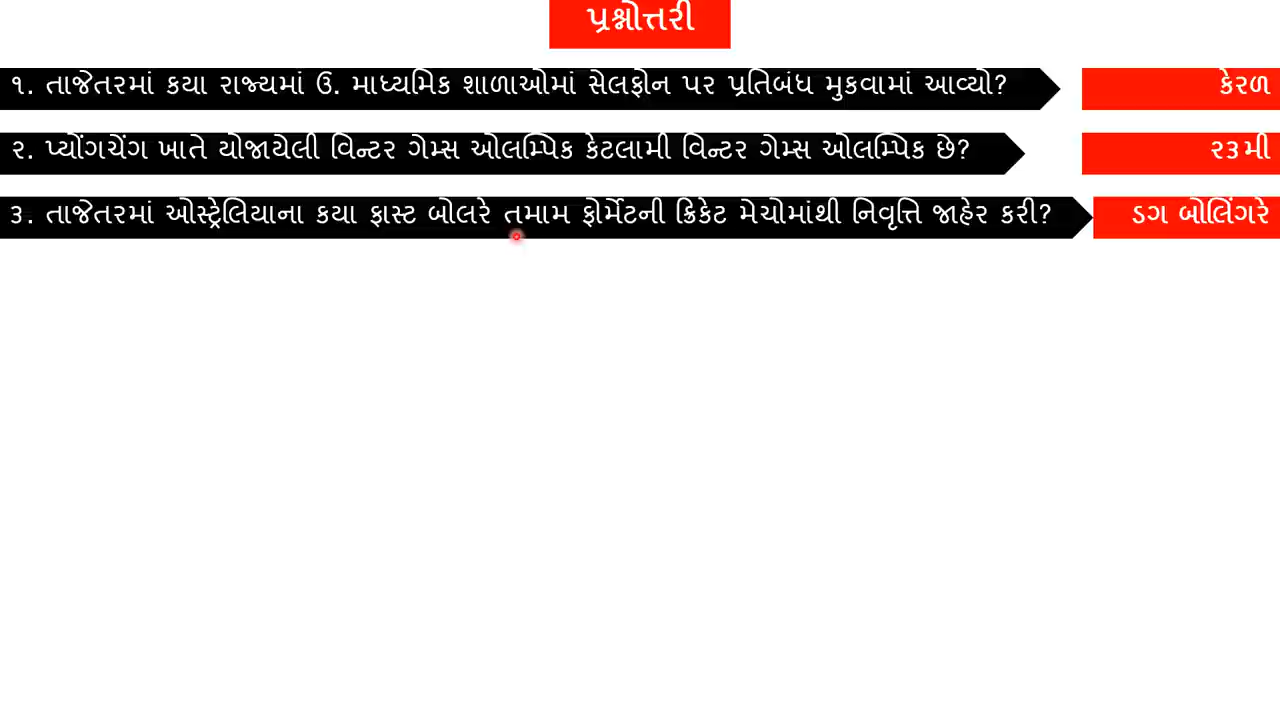 પ્રશ્નોત્તરી
૧. તાજેતરમાં કયા રાજ્યમાં ઉ. માધ્યમિક શાળાઓમાં સેલફોન પર પ્રતિબંધ મુકવામાં આવ્યો? કેરળ
૨. પ્યોંગચેંગ ખાતે યોજાયેલી વિન્ટર ગેમ્સ ઓલમ્પિક કેટલામી વિન્ટર ગેમ્સ ઓલમ્પિક છે? ૨૩મી
૩. તાજેતરમાં ઓસ્ટ્રેલિયાના કયા ફાસ્ટ બોલરે તમામ ફોર્મેટની ક્રિકેટ મેચોમાંથી નિવૃત્તિ જાહેર કરી? ડગ બોલિંગરે